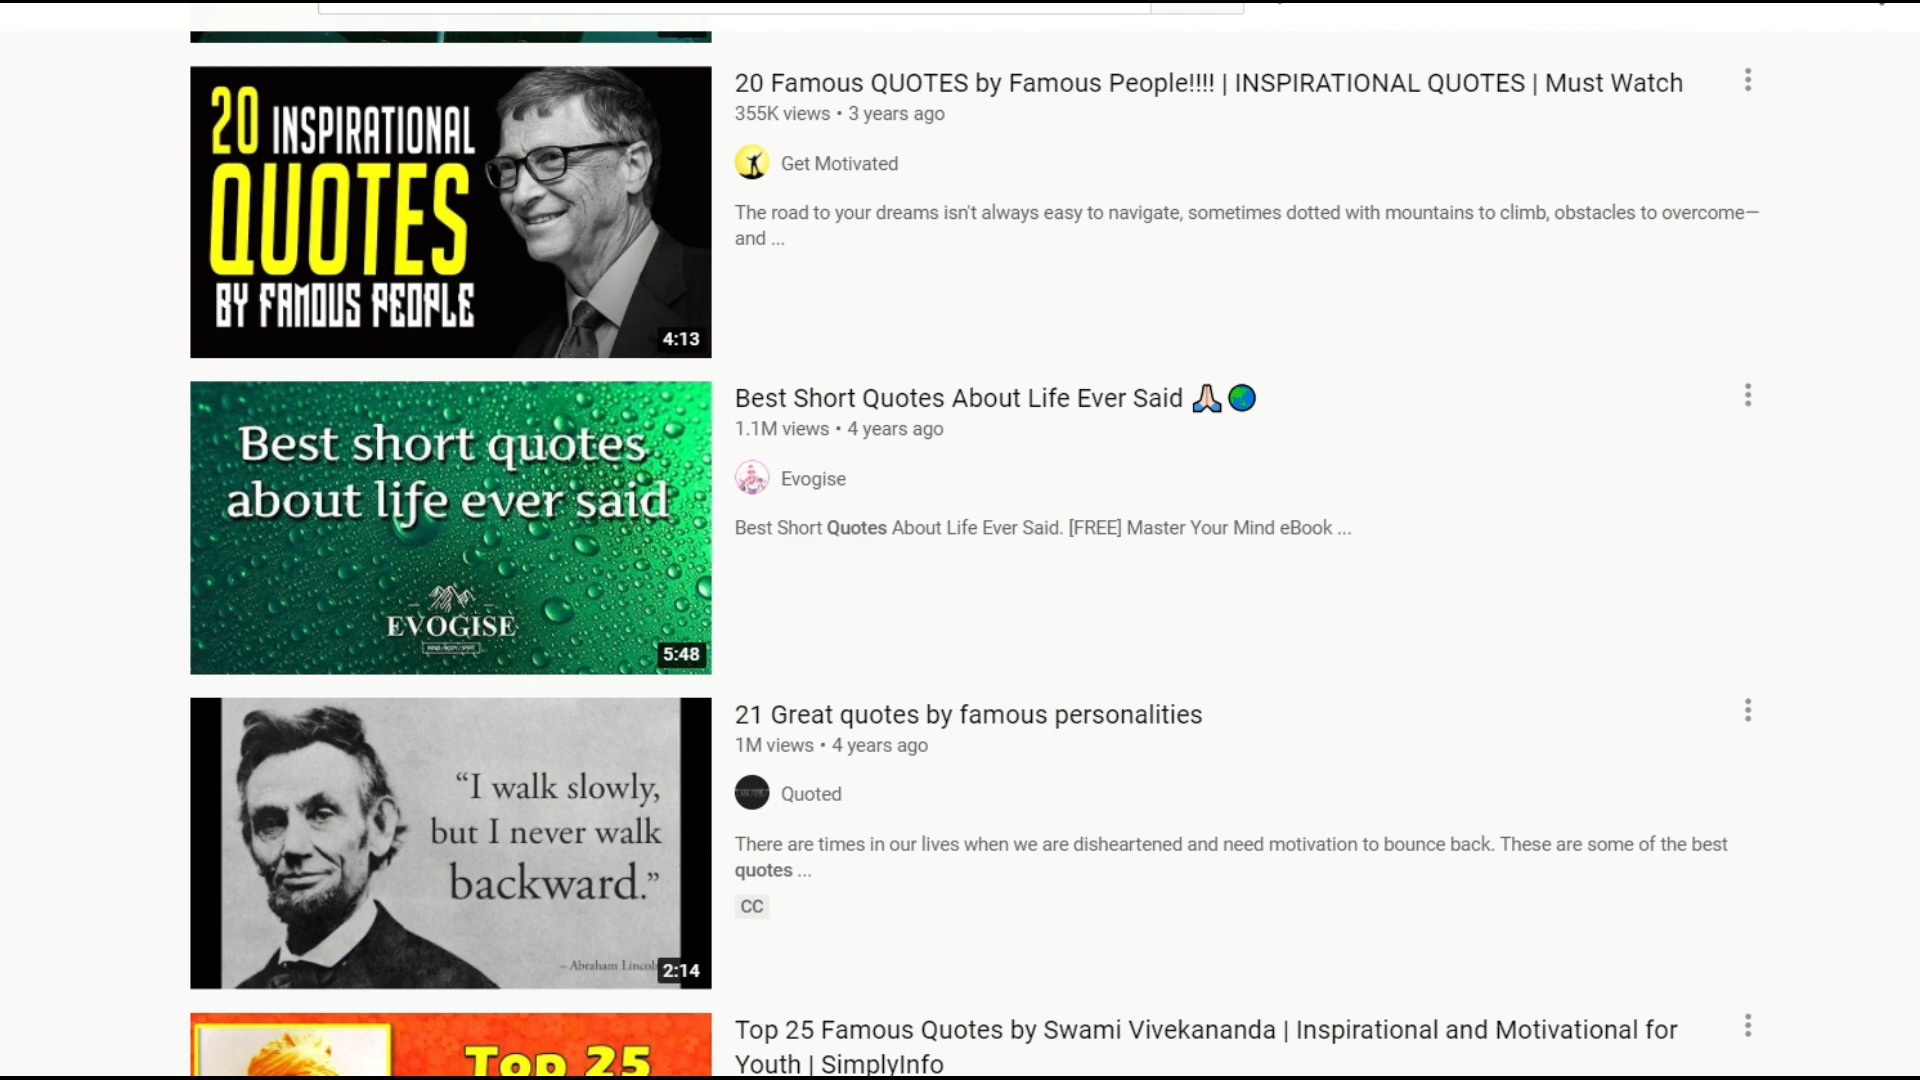 20 INSPIRATIONAL
QUOTES
BY FAMOUS PEOPLE
4:13
20 Famous QUOTES by Famous People!!!! | INSPIRATIONAL QUOTES | Must Watch
355K views • 3 years ago
Get Motivated
The road to your dreams isn't always easy to navigate, sometimes dotted with mountains to climb, obstacles to overcome—
and ...
Best short quotes
about life ever said
EVOGISE
MIND / BODY / SPIRIT
5:48
Best Short Quotes About Life Ever Said 🙏🏻🌏
1.1M views • 4 years ago
Evogise
Best Short Quotes About Life Ever Said. [FREE] Master Your Mind eBook ...
“I walk slowly,
but I never walk
backward.”
– Abraham Lincol
2:14
21 Great quotes by famous personalities
1M views • 4 years ago
Quoted
There are times in our lives when we are disheartened and need motivation to bounce back. These are some of the best
quotes ...
CC
Top 25
Top 25 Famous Quotes by Swami Vivekananda | Inspirational and Motivational for
Youth | SimplyInfo